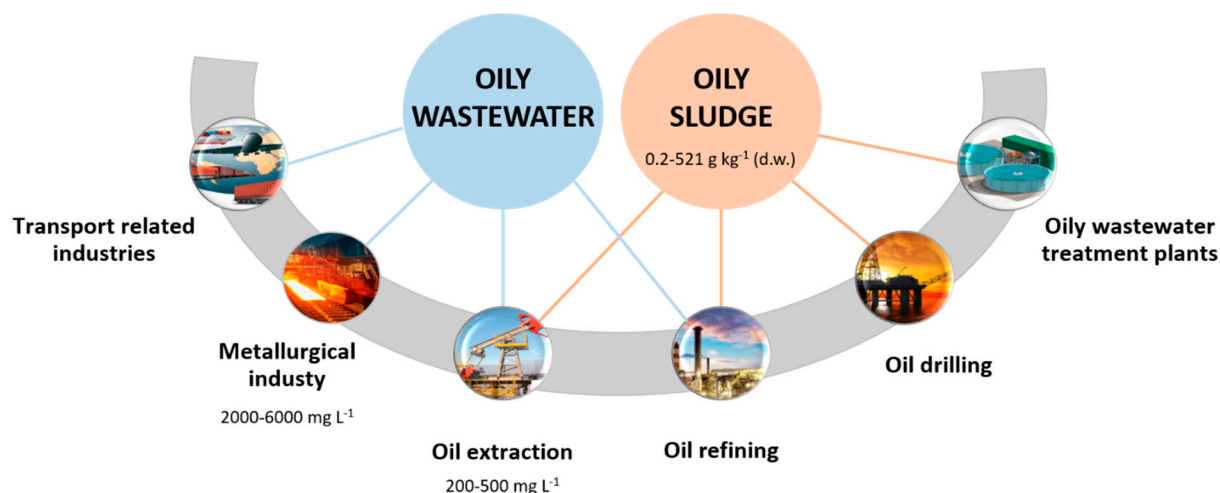 OILY
WASTEWATER
OILY
SLUDGE
0.2-521 g kg⁻¹ (d.w.)
Transport related
industries
Metallurgical
industy
2000-6000 mg L⁻¹
Oil extraction
200-500 mg L⁻¹
Oil refining
Oil drilling
Oily wastewater
treatment plants